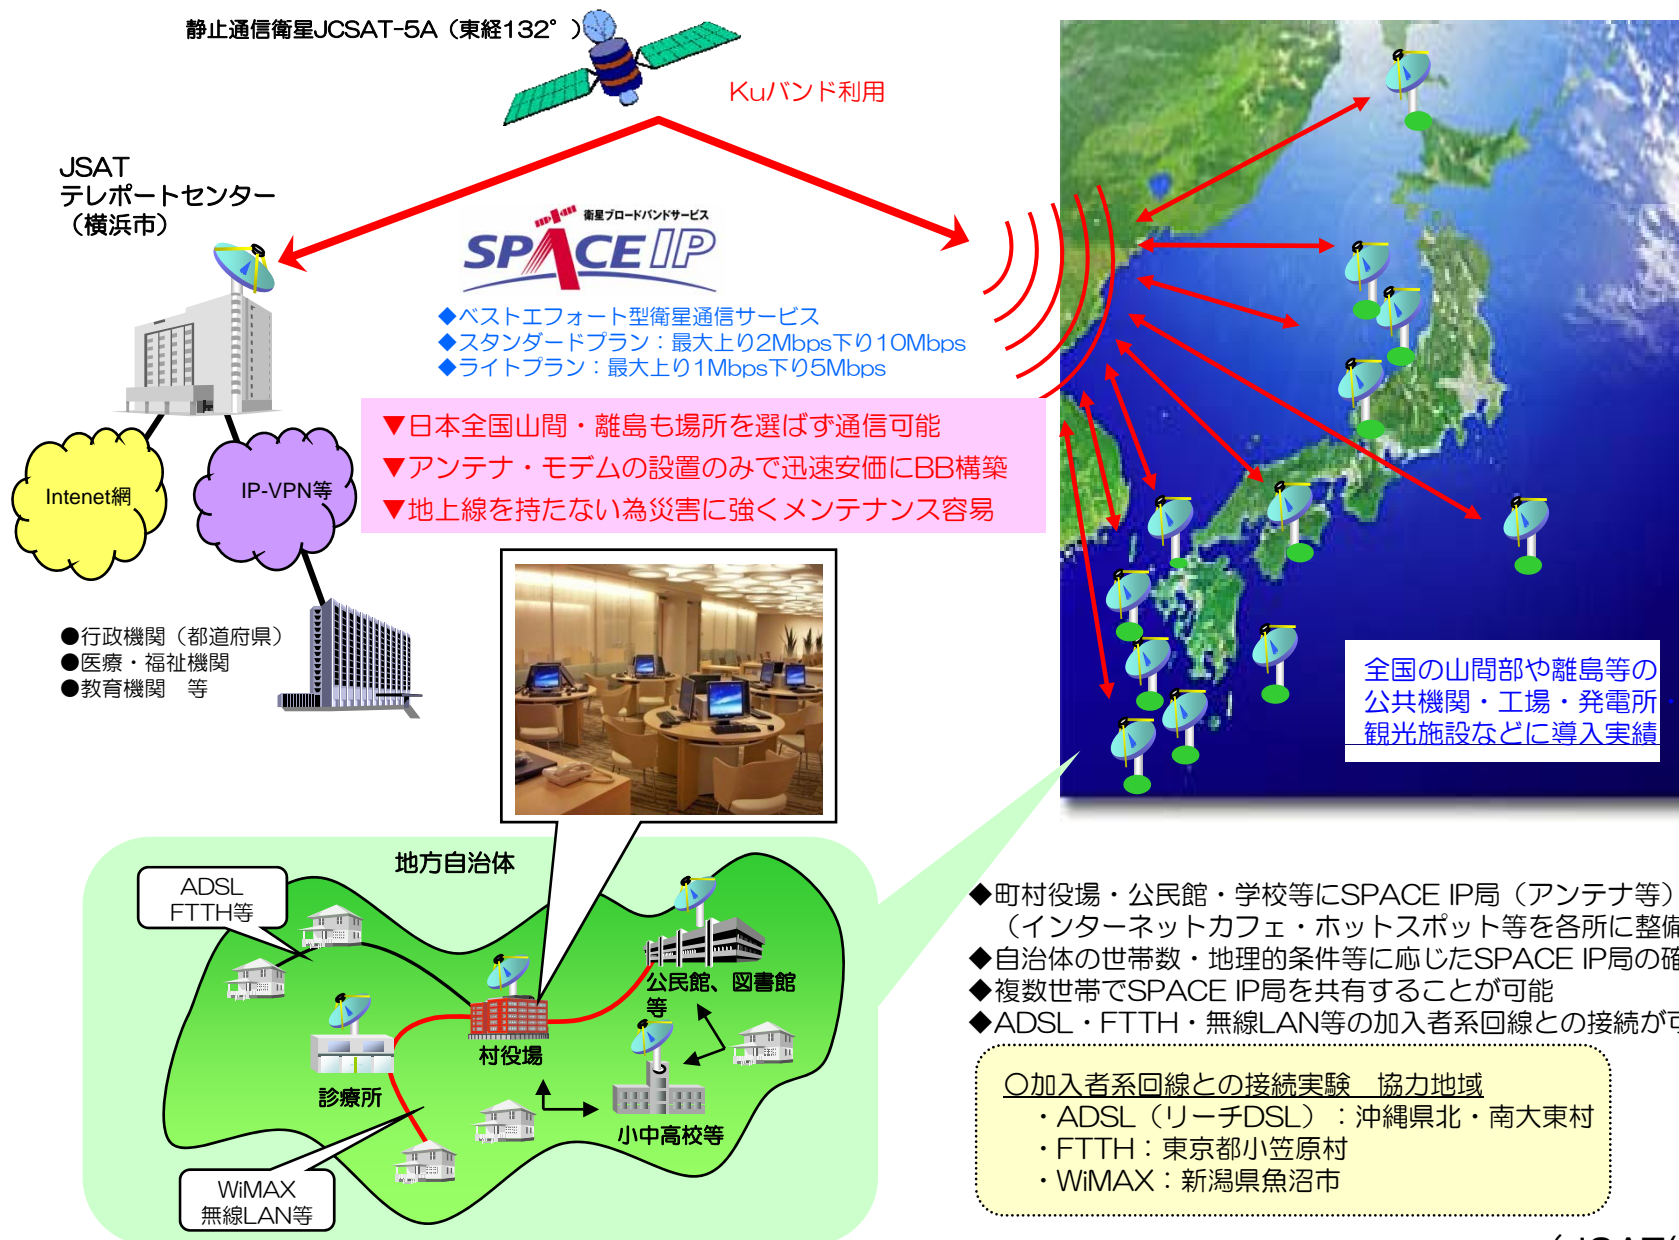 静止通信衛星JCSAT-5A（東経132°）
Kuバンド利用
JSAT
テレポートセンター
（横浜市）
衛星ブロードバンドサービス
SPACE IP
◆ベストエフォート型衛星通信サービス
◆スタンダードプラン：最大上り2Mbps下り10Mbps
◆ライトプラン：最大上り1Mbps下り5Mbps
▼日本全国山間・離島も場所を選ばず通信可能
▼アンテナ・モデムの設置のみで迅速安価にBB構築
▼地上線を持たない為災害に強くメンテナンス容易
Intenet網
IP-VPN等
●行政機関（都道府県）
●医療・福祉機関
●教育機関　等
全国の山間部や離島等の
公共機関・工場・発電所・
観光施設などに導入実績
地方自治体
ADSL
FTTH等
公民館、図書館
等
村役場
診療所
小中高校等
WiMAX
無線LAN等
◆町村役場・公民館・学校等にSPACE IP局（アンテナ等）
（インターネットカフェ・ホットスポット等を各所に整備
◆自治体の世帯数・地理的条件等に応じたSPACE IP局の確
◆複数世帯でSPACE IP局を共有することが可能
◆ADSL・FTTH・無線LAN等の加入者系回線との接続が可
○加入者系回線との接続実験　協力地域
・ADSL（リーチDSL）：沖縄県北・南大東村
・FTTH：東京都小笠原村
・WiMAX：新潟県魚沼市